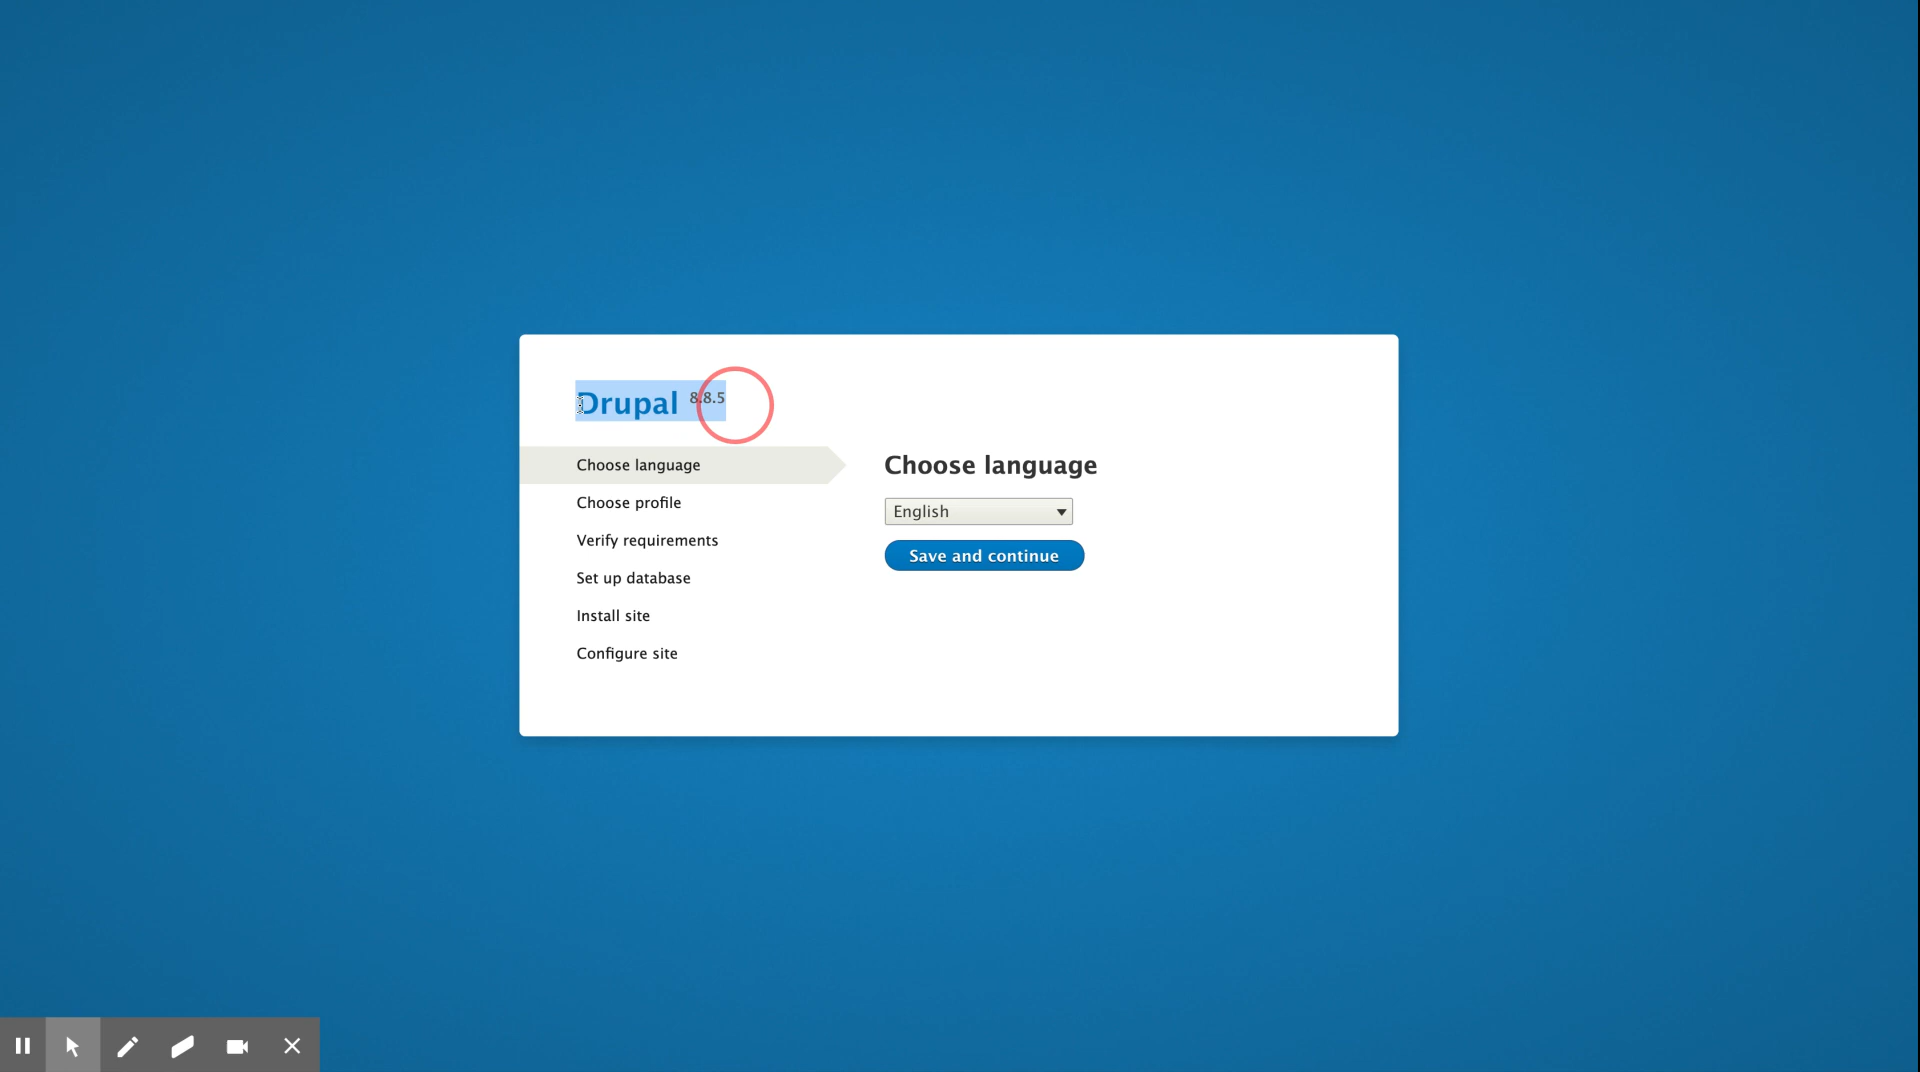 Drupal 8.8.5
Choose language
Choose profile
Verify requirements
Set up database
Install site
Configure site
Choose language
English
Save and continue